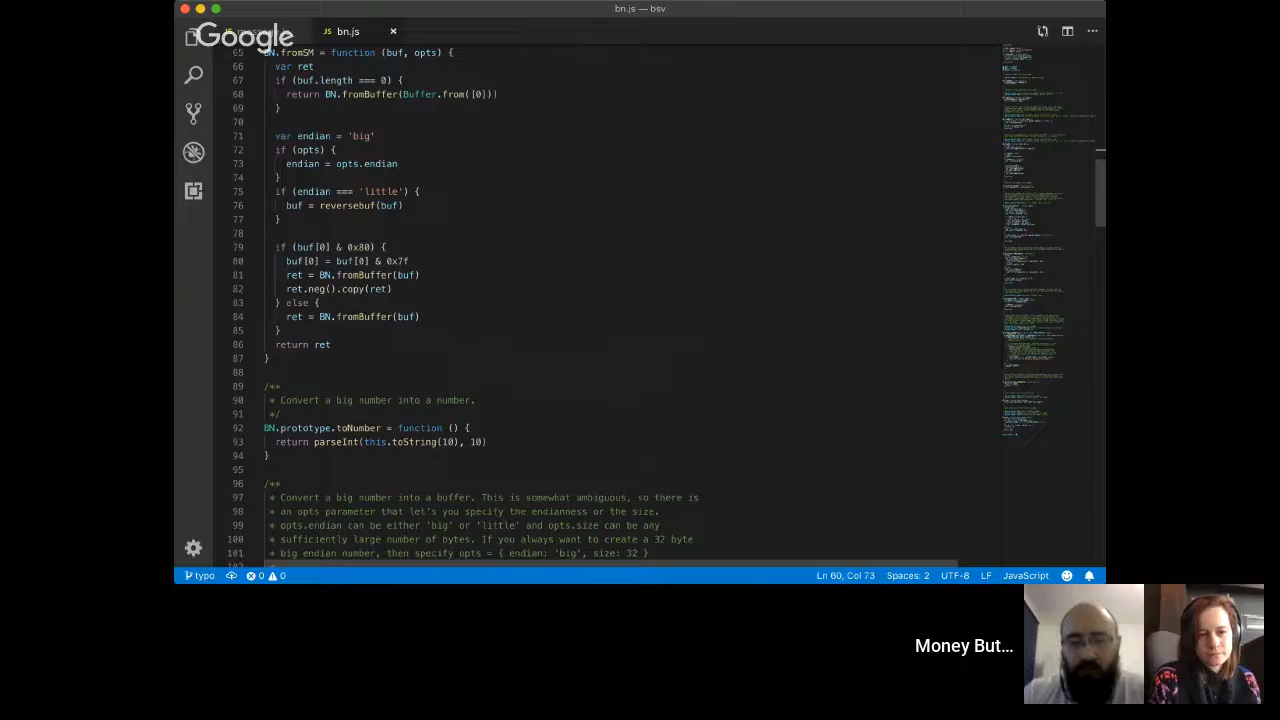 bn.js — bsv
Google
JS bn.js ×
65 BN.fromSM = function (buf, opts) {
66 var ret
67 if (buf.length === 0) {
68 return BN.fromBuffer(Buffer.from([0]))
69 }
70
71 var endian = 'big'
72 if (opts) {
73 endian = opts.endian
74 }
75 if (endian === 'little') {
76 buf = reversebuf(buf)
77 }
78
79 if (buf[0] & 0x80) {
80 buf[0] = buf[0] & 0x7f
81 ret = BN.fromBuffer(buf)
82 ret.neg().copy(ret)
83 } else {
84 ret = BN.fromBuffer(buf)
85 }
86 return ret
87 }
88
89 /**
90 * Convert a big number into a number.
91 */
92 BN.prototype.toNumber = function () {
93 return parseInt(this.toString(10), 10)
94 }
95
96 /**
97 * Convert a big number into a buffer. This is somewhat ambiguous, so there is
98 * an opts parameter that let's you specify the endianness or the size.
99 * opts.endian can be either 'big' or 'little' and opts.size can be any
100 * sufficiently large number of bytes. If you always want to create a 32 byte
101 * big endian number, then specify opts = { endian: 'big', size: 32 }
typo 0 0 Ln 60, Col 73 Spaces: 2 UTF-8 LF JavaScript
Money But...